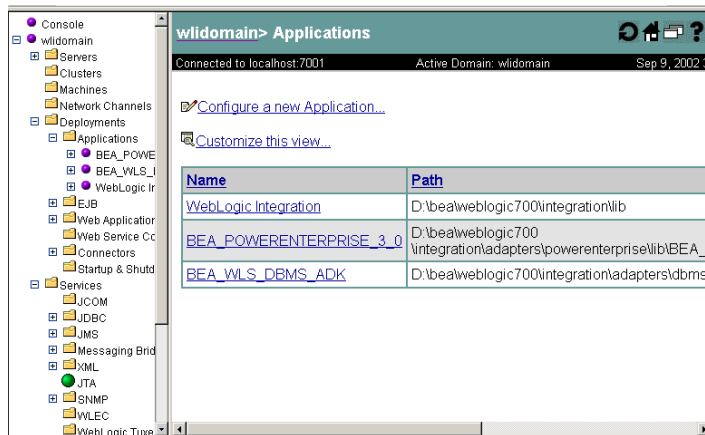 Console
wlidomain
Servers
Clusters
Machines
Network Channels
Deployments
Applications
BEA_POWE
BEA_WLS_I
WebLogic Ir
EJB
Web Applicatior
Web Service Cc
Connectors
Startup & Shutd
Services
JCOM
JDBC
JMS
Messaging Brid
XML
JTA
SNMP
WLEC
WebLogic Tuxe
wlidomain> Applications
Connected to localhost:7001 Active Domain: wlidomain Sep 9, 2002
Configure a new Application...
Customize this view...
Name Path
WebLogic Integration D:\bea\weblogic700\integration\lib
BEA_POWERENTERPRISE_3_0 D:\bea\weblogic700
\integration\adapters\powerenterprise\lib\BEA_
BEA_WLS_DBMS_ADK D:\bea\weblogic700\integration\adapters\dbms